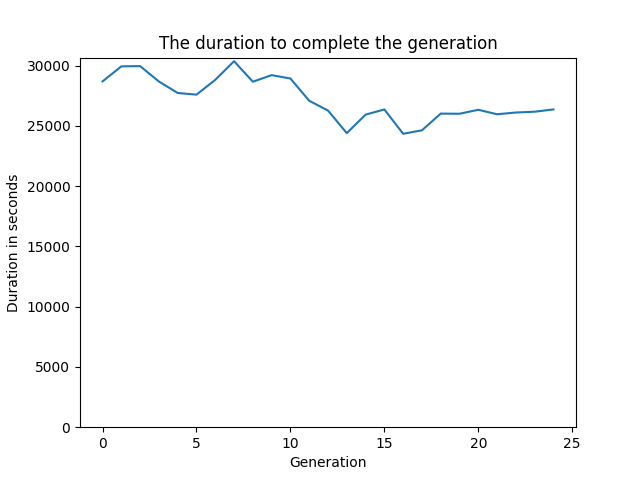 The duration to complete the generation
30000
25000
20000
15000
10000
5000
0
Duration in seconds
0 5 10 15 20 25
Generation